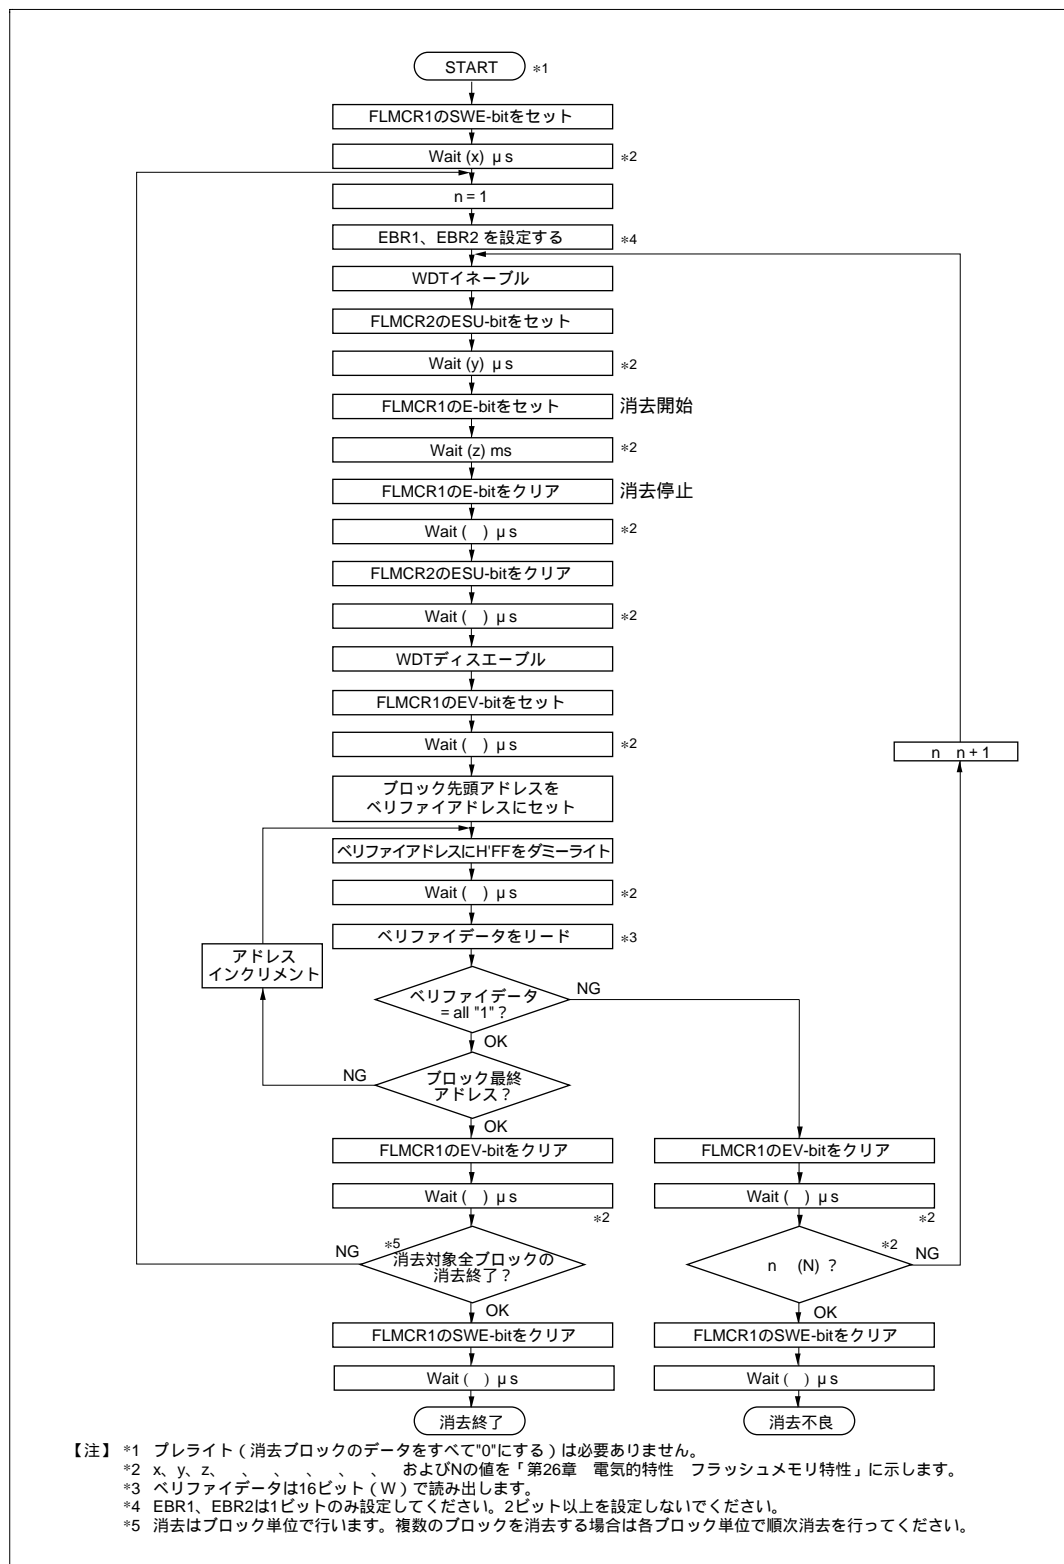 START *1
FLMCR1のSWE-bitをセット
Wait (x) μs *2
n = 1
EBR1、EBR2 を設定する *4
WDTイネーブル
FLMCR2のESU-bitをセット
Wait (y) μs *2
FLMCR1のE-bitをセット 消去開始
Wait (z) ms *2
FLMCR1のE-bitをクリア 消去停止
Wait ( ) μs *2
FLMCR2のESU-bitをクリア
Wait ( ) μs *2
WDTディスエーブル
FLMCR1のEV-bitをセット
Wait ( ) μs *2
n n + 1
ブロック先頭アドレスを
ベリファイアドレスにセット
ベリファイアドレスにH'FFをダミーライト
Wait ( ) μs *2
ベリファイデータをリード *3
アドレス
インクリメント
ベリファイデータ
= all "1"?
NG
OK
NG
ブロック最終
アドレス?
OK
FLMCR1のEV-bitをクリア
FLMCR1のEV-bitをクリア
Wait ( ) μs
Wait ( ) μs
*2
*2
NG
*5
消去対象全ブロックの
消去終了?
*2
n (N) ?
NG
OK
OK
FLMCR1のSWE-bitをクリア
FLMCR1のSWE-bitをクリア
Wait ( ) μs
Wait ( ) μs
消去終了
消去不良
【注】 *1 プレライト(消去ブロックのデータをすべて"0"にする)は必要ありません。
*2 x、y、z、 、 、 、 、 、 およびNの値を「第26章 電気的特性 フラッシュメモリ特性」に示します。
*3 ベリファイデータは16ビット(W)で読み出します。
*4 EBR1、EBR2は1ビットのみ設定してください。2ビット以上を設定しないでください。
*5 消去はブロック単位で行います。複数のブロックを消去する場合は各ブロック単位で順次消去を行ってください。